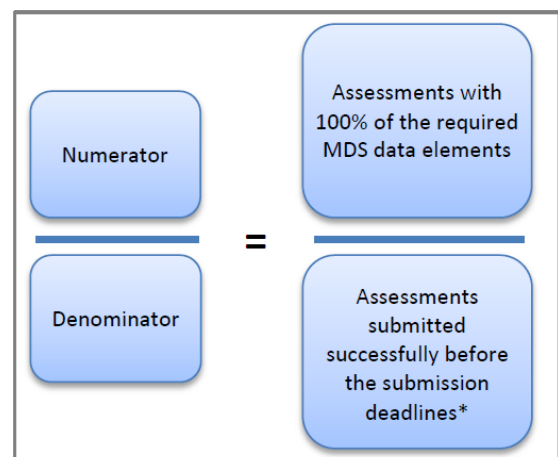 Numerator
Denominator
=
Assessments with
100% of the required
MDS data elements
Assessments
submitted
successfully before
the submission
deadlines*